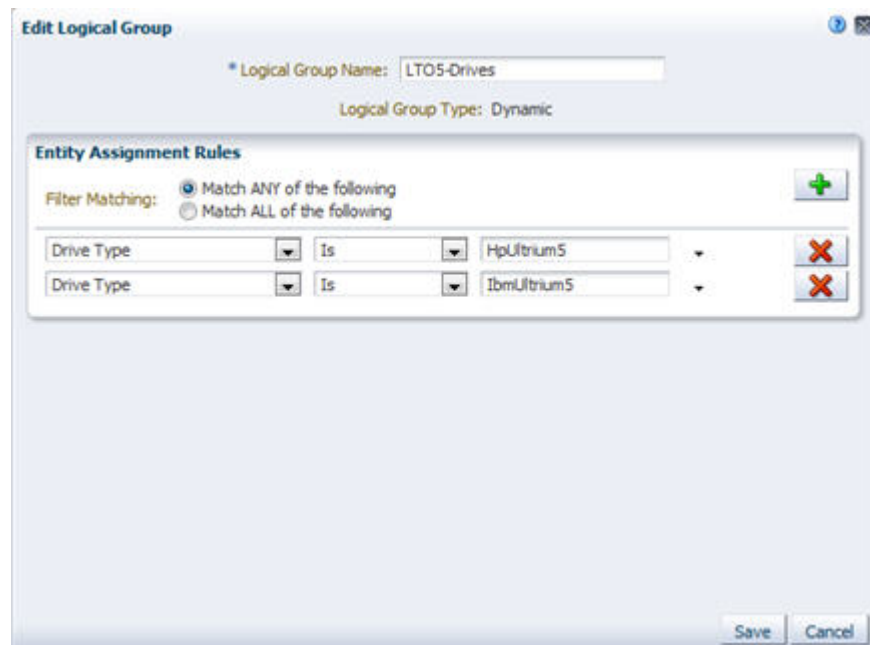 Edit Logical Group
* Logical Group Name: LTO5-Drives
Logical Group Type: Dynamic
Entity Assignment Rules
Filter Matching:
Match ANY of the following
Match ALL of the following
Drive Type Is HpUltrium5
Drive Type Is IbmUltrium5
Save Cancel